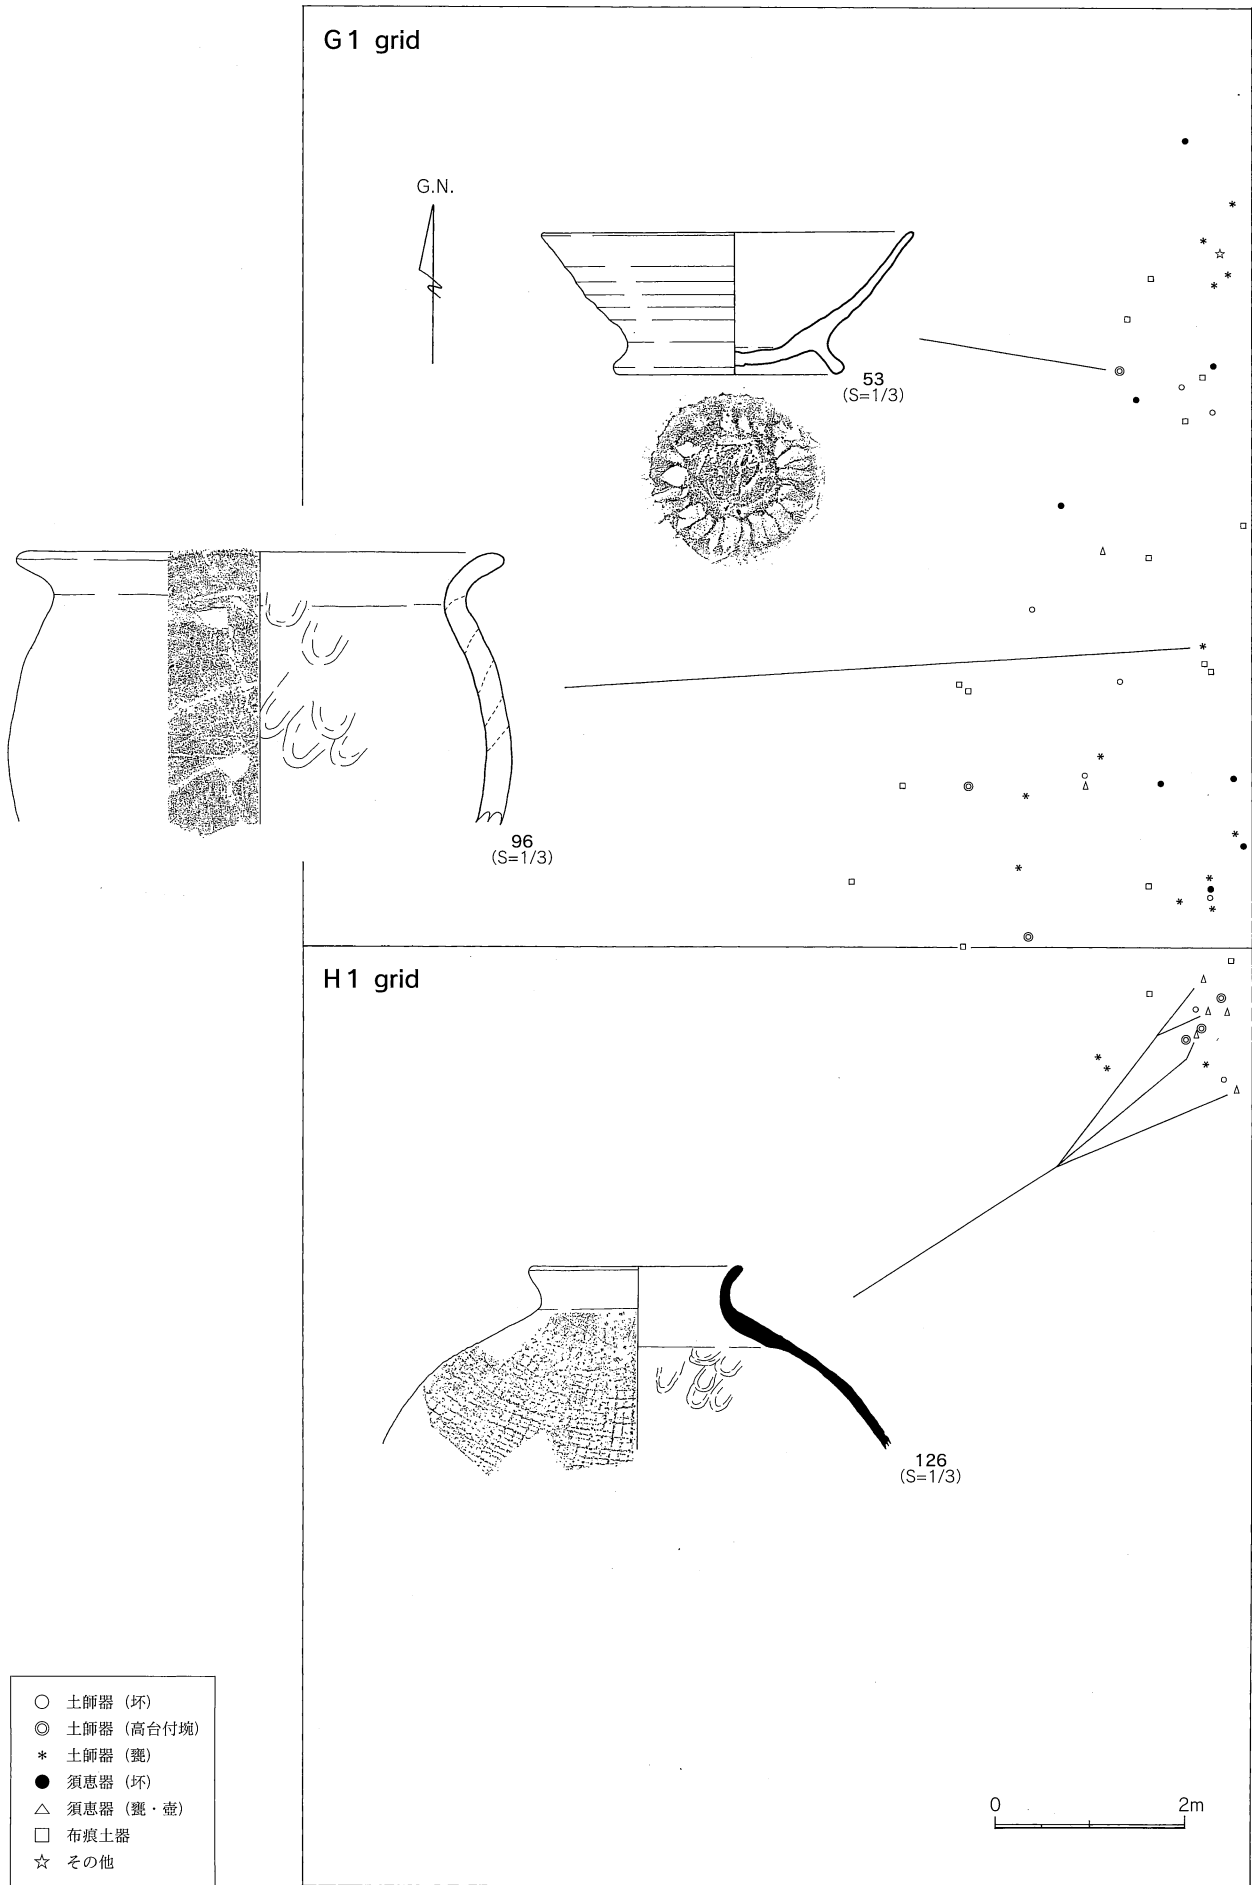 G1 grid
G.N.
53
(S=1/3)
96
(S=1/3)
H1 grid
126
(S=1/3)
○ 土師器（坏）
◎ 土師器（高台付埦）
* 土師器（甕）
● 須恵器（坏）
△ 須恵器（甕・壺）
□ 布痕土器
☆ その他
0 2m